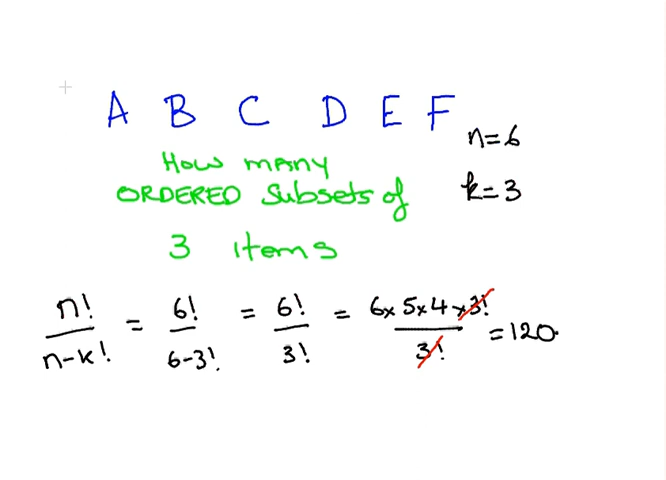 A B C D E F
n=6
How many
ORDERED Subsets of
k=3
3 items
n!/n-k! = 6!/6-3! = 6!/3! = 6x5x4x3!/3! =120.